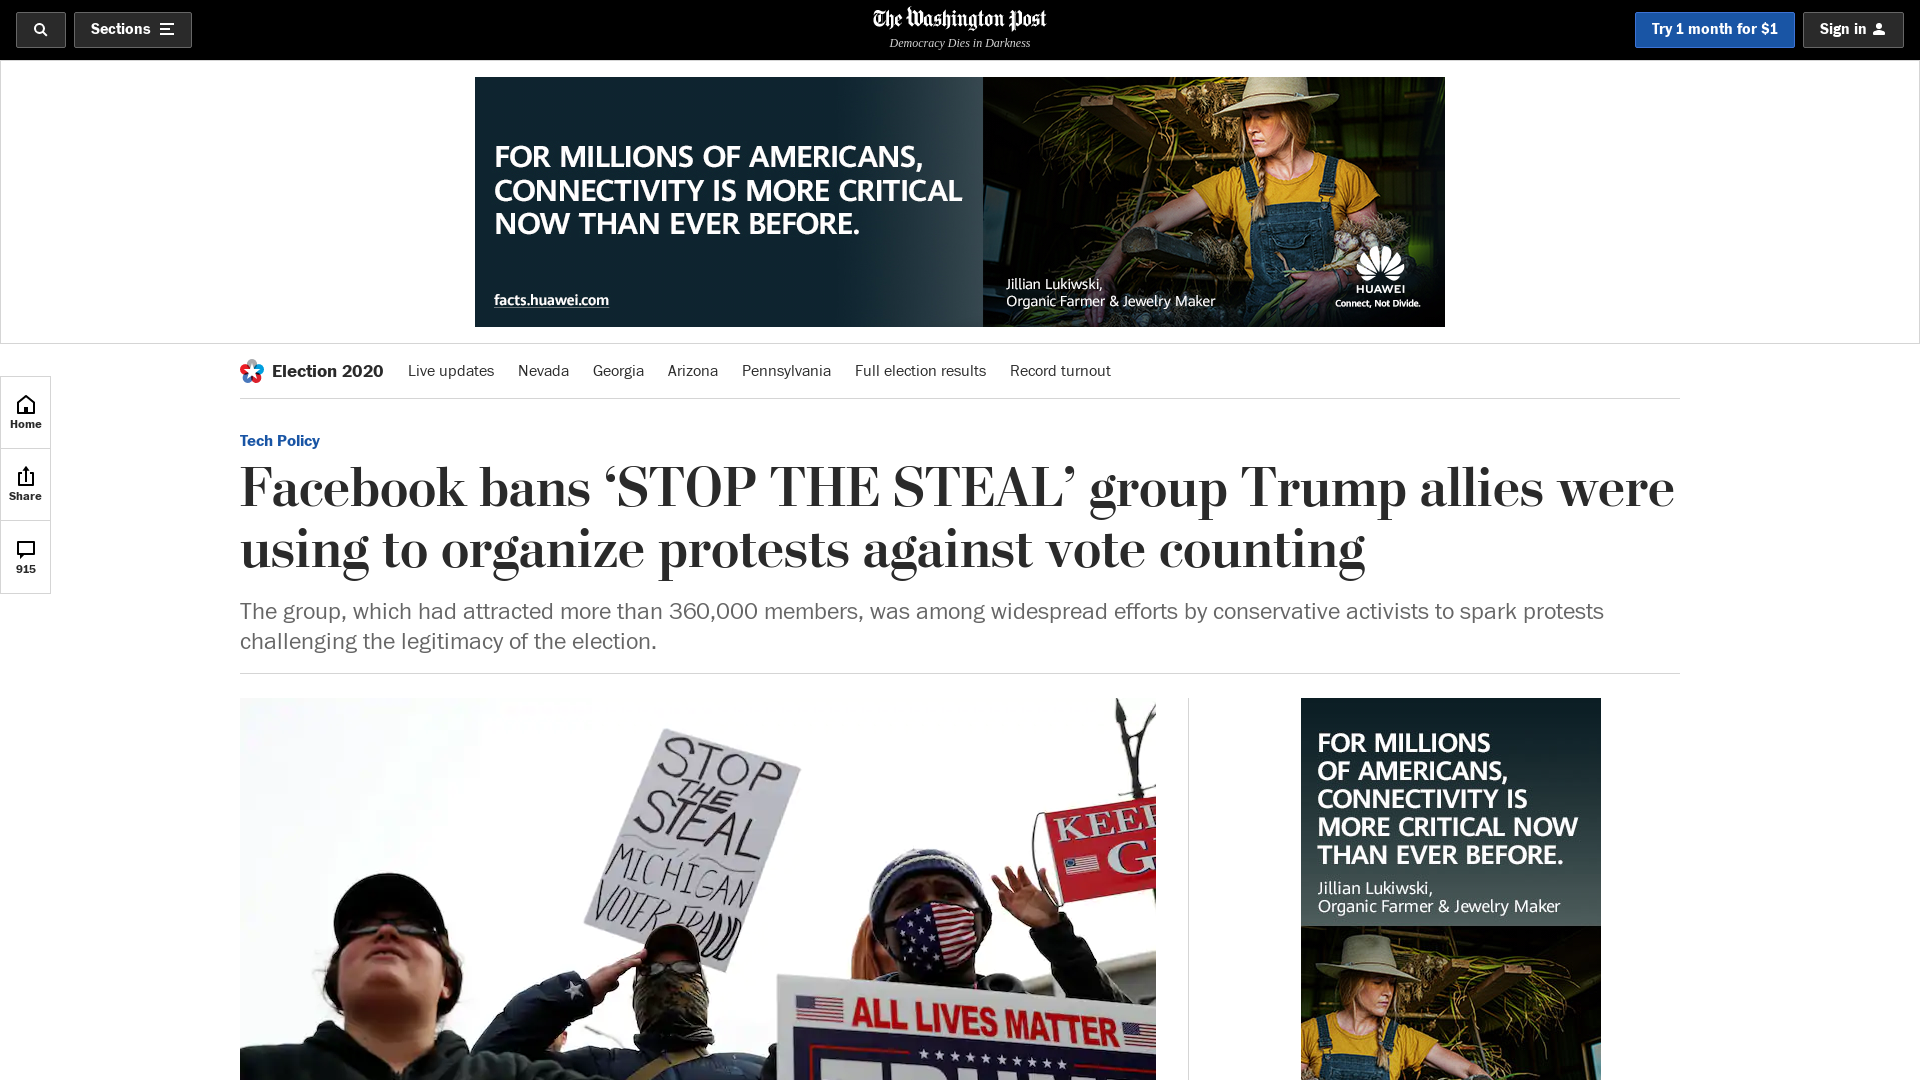 Sections
The Washington Post
Democracy Dies in Darkness
Try 1 month for $1
Sign in
FOR MILLIONS OF AMERICANS,
CONNECTIVITY IS MORE CRITICAL
NOW THAN EVER BEFORE.
facts.huawei.com
Jillian Lukiwski,
Organic Farmer & Jewelry Maker
HUAWEI
Connect, Not Divide.
Election 2020
Live updates
Nevada
Georgia
Arizona
Pennsylvania
Full election results
Record turnout
Home
Share
915
Tech Policy
Facebook bans ‘STOP THE STEAL’ group Trump allies were
using to organize protests against vote counting
The group, which had attracted more than 360,000 members, was among widespread efforts by conservative activists to spark protests
challenging the legitimacy of the election.
STOP
THE
STEAL
MICHIGAN
VOTER FRAUD
KEEP
G
ALL LIVES MATTER
FOR MILLIONS
OF AMERICANS,
CONNECTIVITY IS
MORE CRITICAL NOW
THAN EVER BEFORE.
Jillian Lukiwski,
Organic Farmer & Jewelry Maker